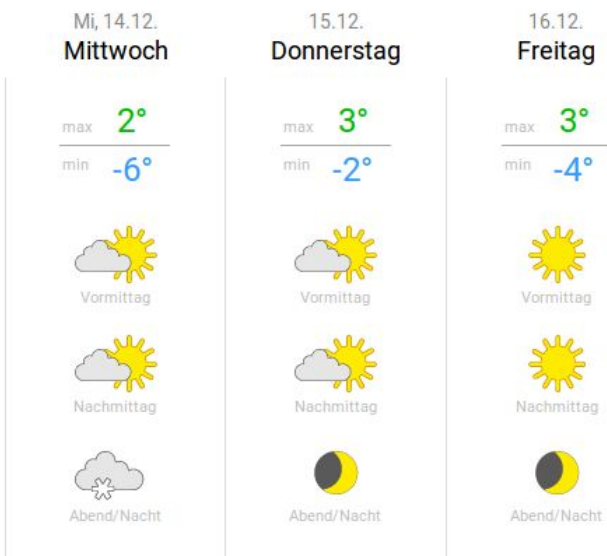 Mi, 14.12.
Mittwoch
max 2°
min -6°
Vormittag
Nachmittag
Abend/Nacht
15.12.
Donnerstag
max 3°
min -2°
Vormittag
Nachmittag
Abend/Nacht
16.12.
Freitag
max 3°
min -4°
Vormittag
Nachmittag
Abend/Nacht